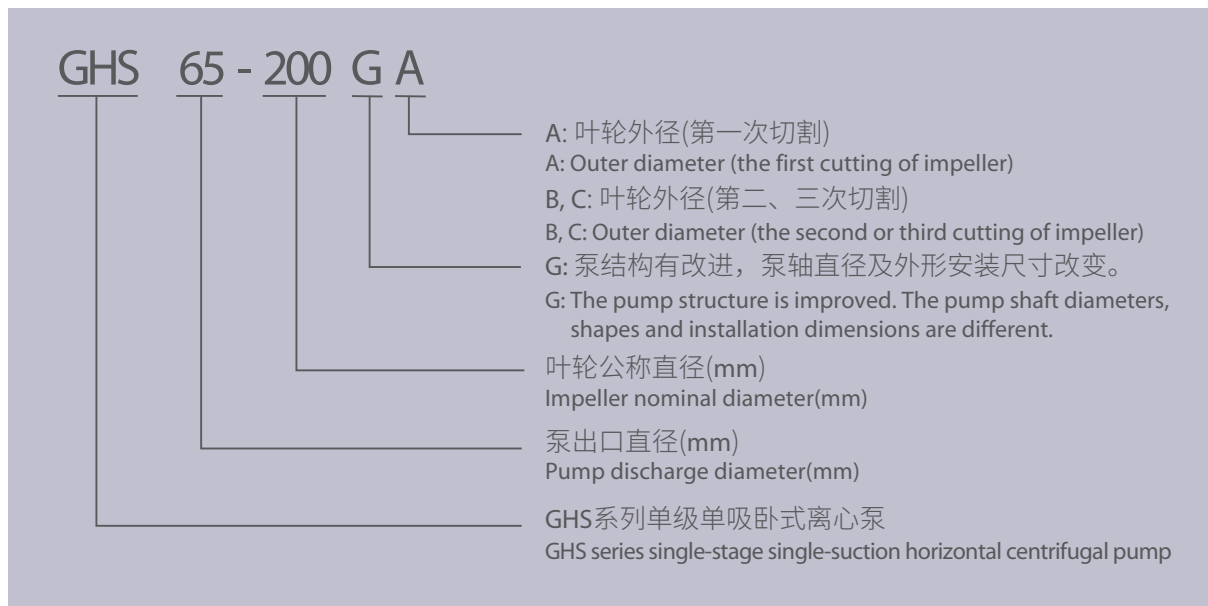 GHS 65 - 200 G A
A: 叶轮外径(第一次切割)
A: Outer diameter (the first cutting of impeller)
B, C: 叶轮外径(第二、三次切割)
B, C: Outer diameter (the second or third cutting of impeller)
G: 泵结构有改进，泵轴直径及外形安装尺寸改变。
G: The pump structure is improved. The pump shaft diameters,
shapes and installation dimensions are different.
叶轮公称直径(mm)
Impeller nominal diameter(mm)
泵出口直径(mm)
Pump discharge diameter(mm)
GHS系列单级单吸卧式离心泵
GHS series single-stage single-suction horizontal centrifugal pump